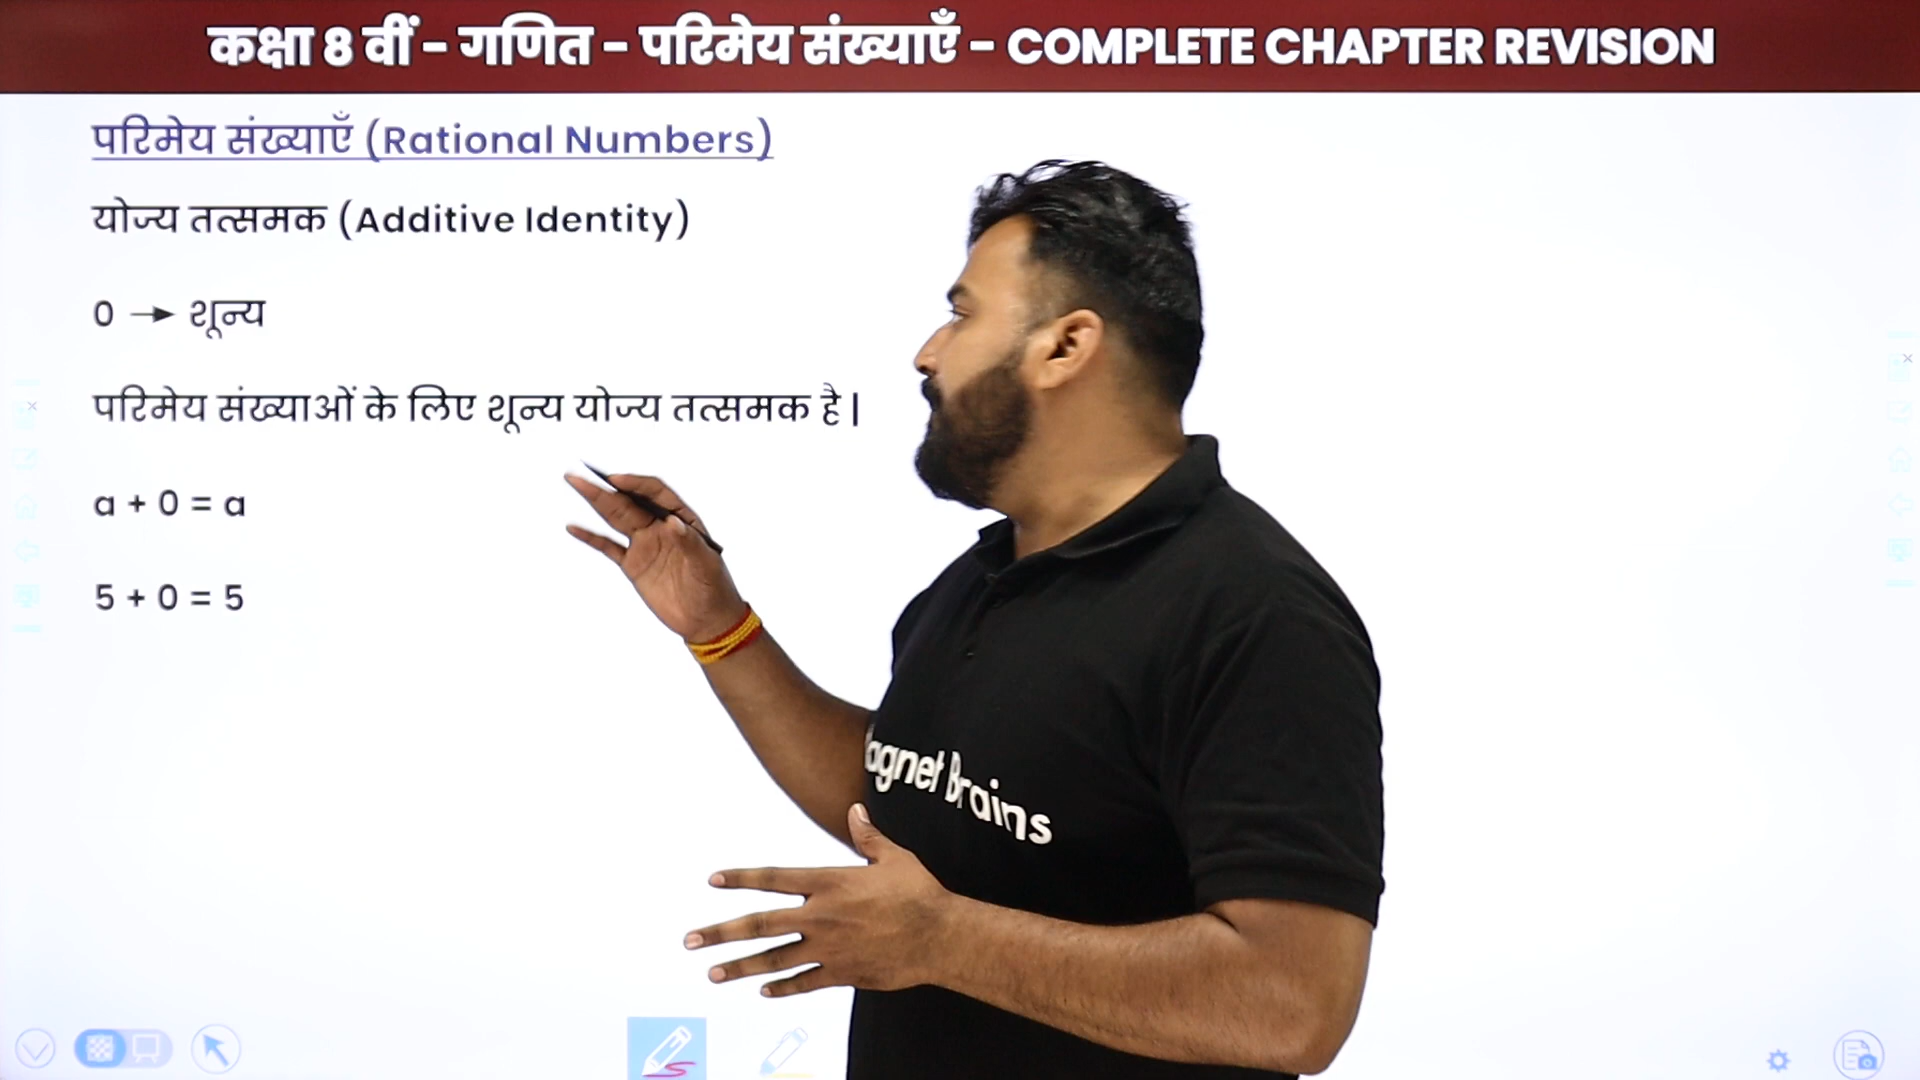 कक्षा 8 वीं - गणित - परिमेय संख्याएँ - COMPLETE CHAPTER REVISION
परिमेय संख्याएँ (Rational Numbers)
योज्य तत्समक (Additive Identity)
0 → शून्य
परिमेय संख्याओं के लिए शून्य योज्य तत्समक है |
a + 0 = a
5 + 0 = 5
agnet Brains